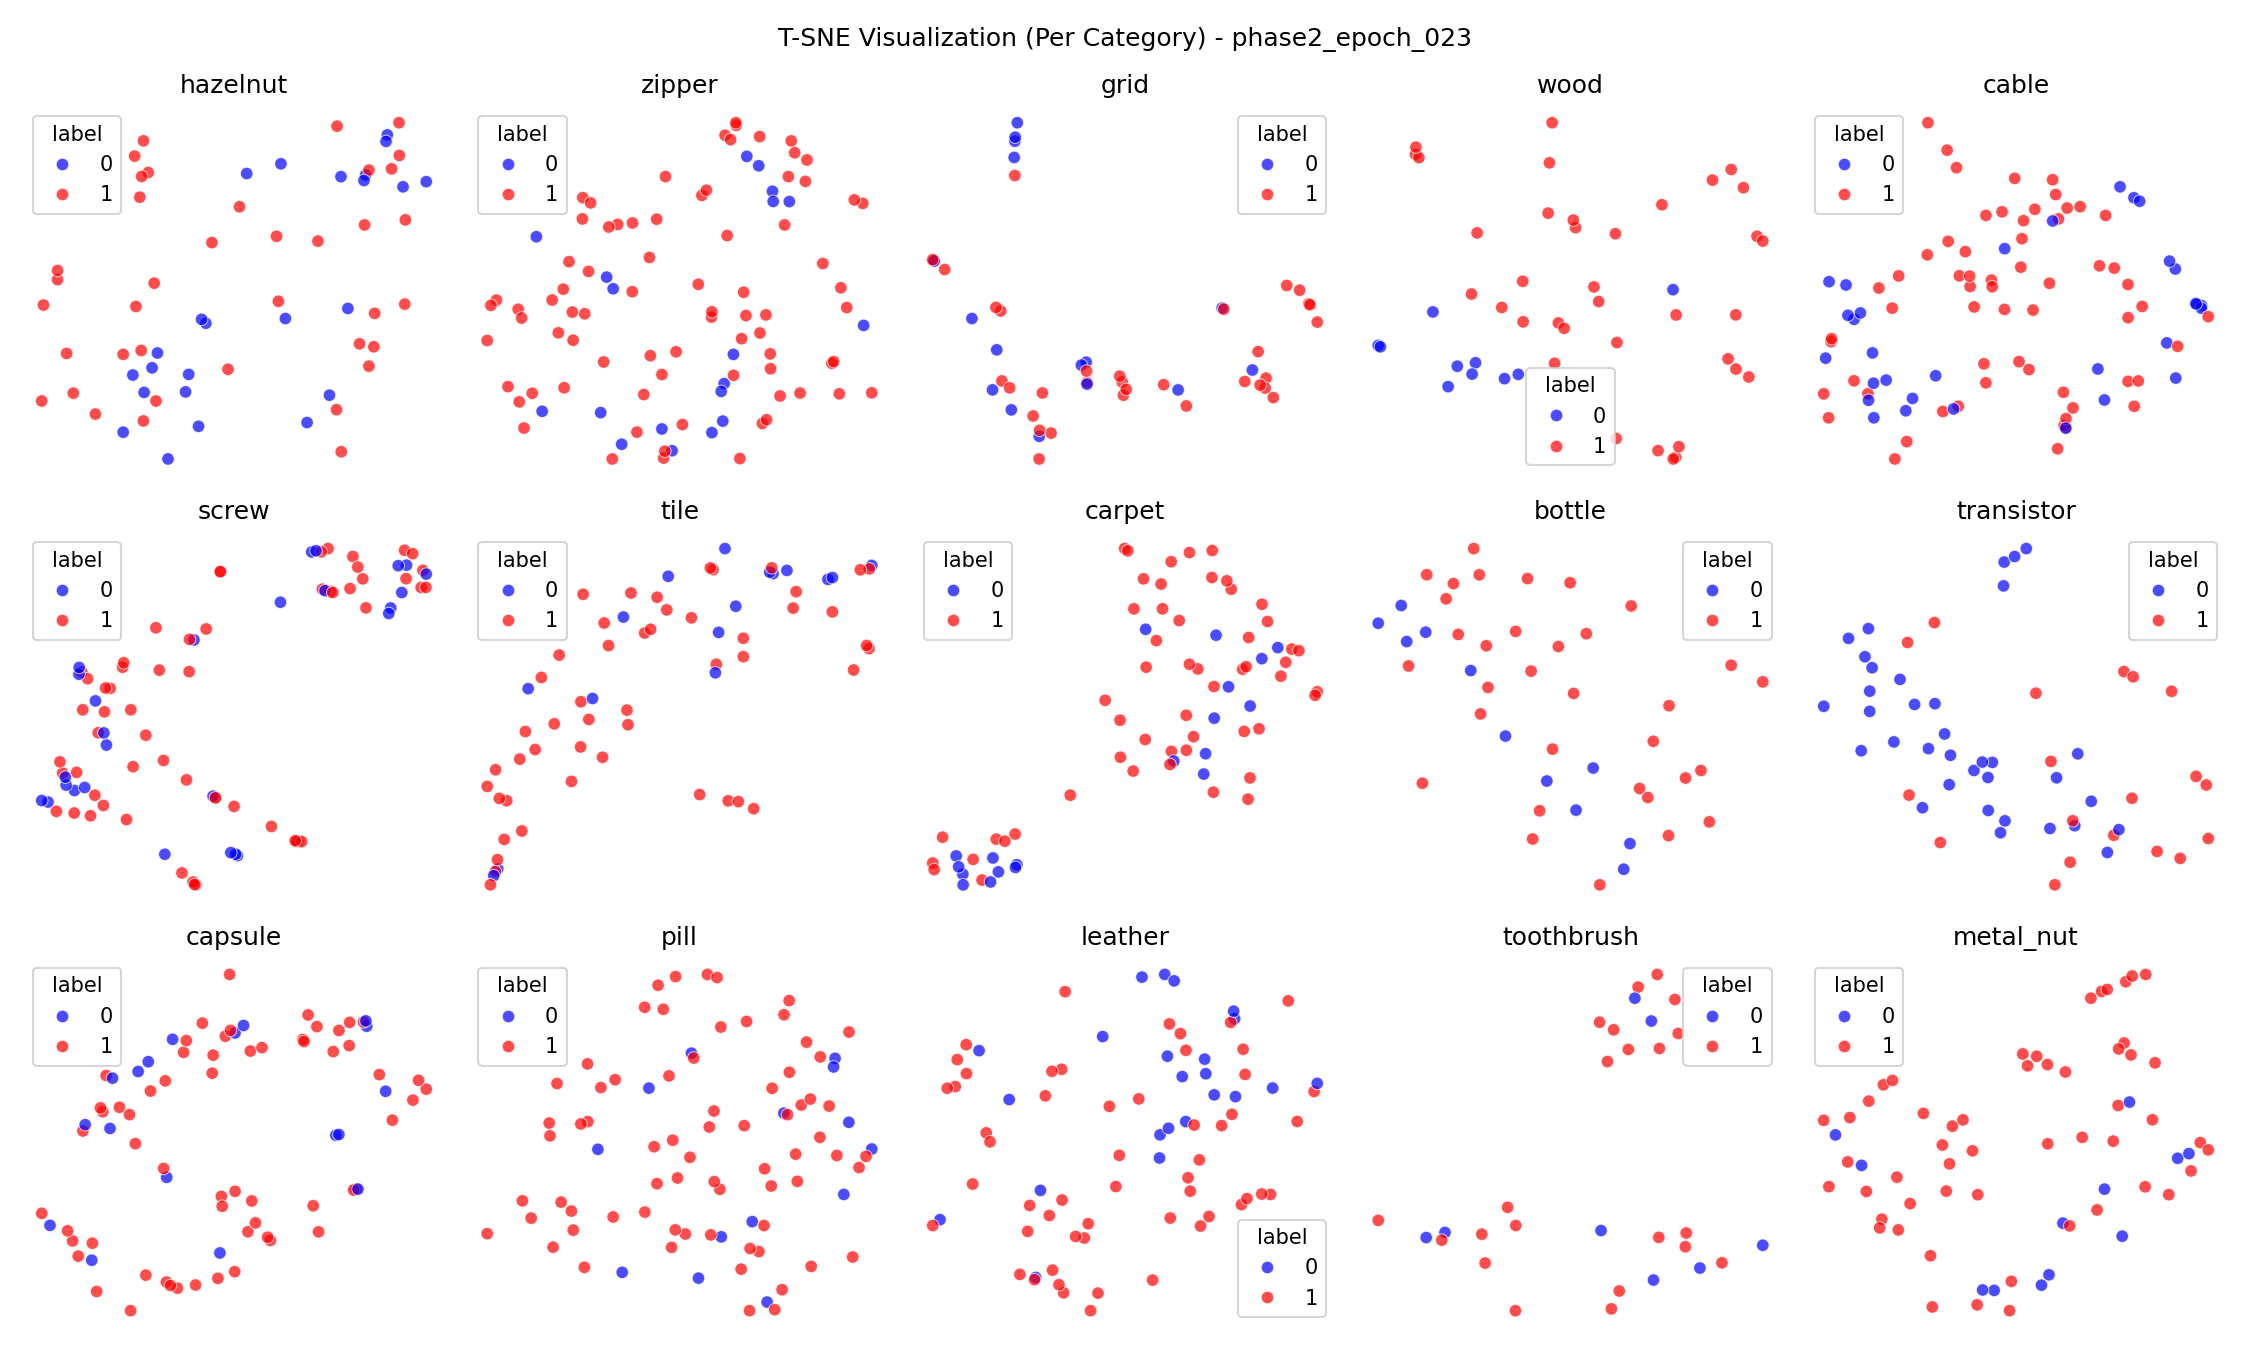 T-SNE Visualization (Per Category) - phase2_epoch_023
hazelnut
label
0
1
zipper
label
0
1
grid
label
0
1
wood
label
0
1
cable
label
0
1
screw
label
0
1
tile
label
0
1
carpet
label
0
1
bottle
label
0
1
transistor
label
0
1
capsule
label
0
1
pill
label
0
1
leather
label
0
1
toothbrush
label
0
1
metal_nut
label
0
1